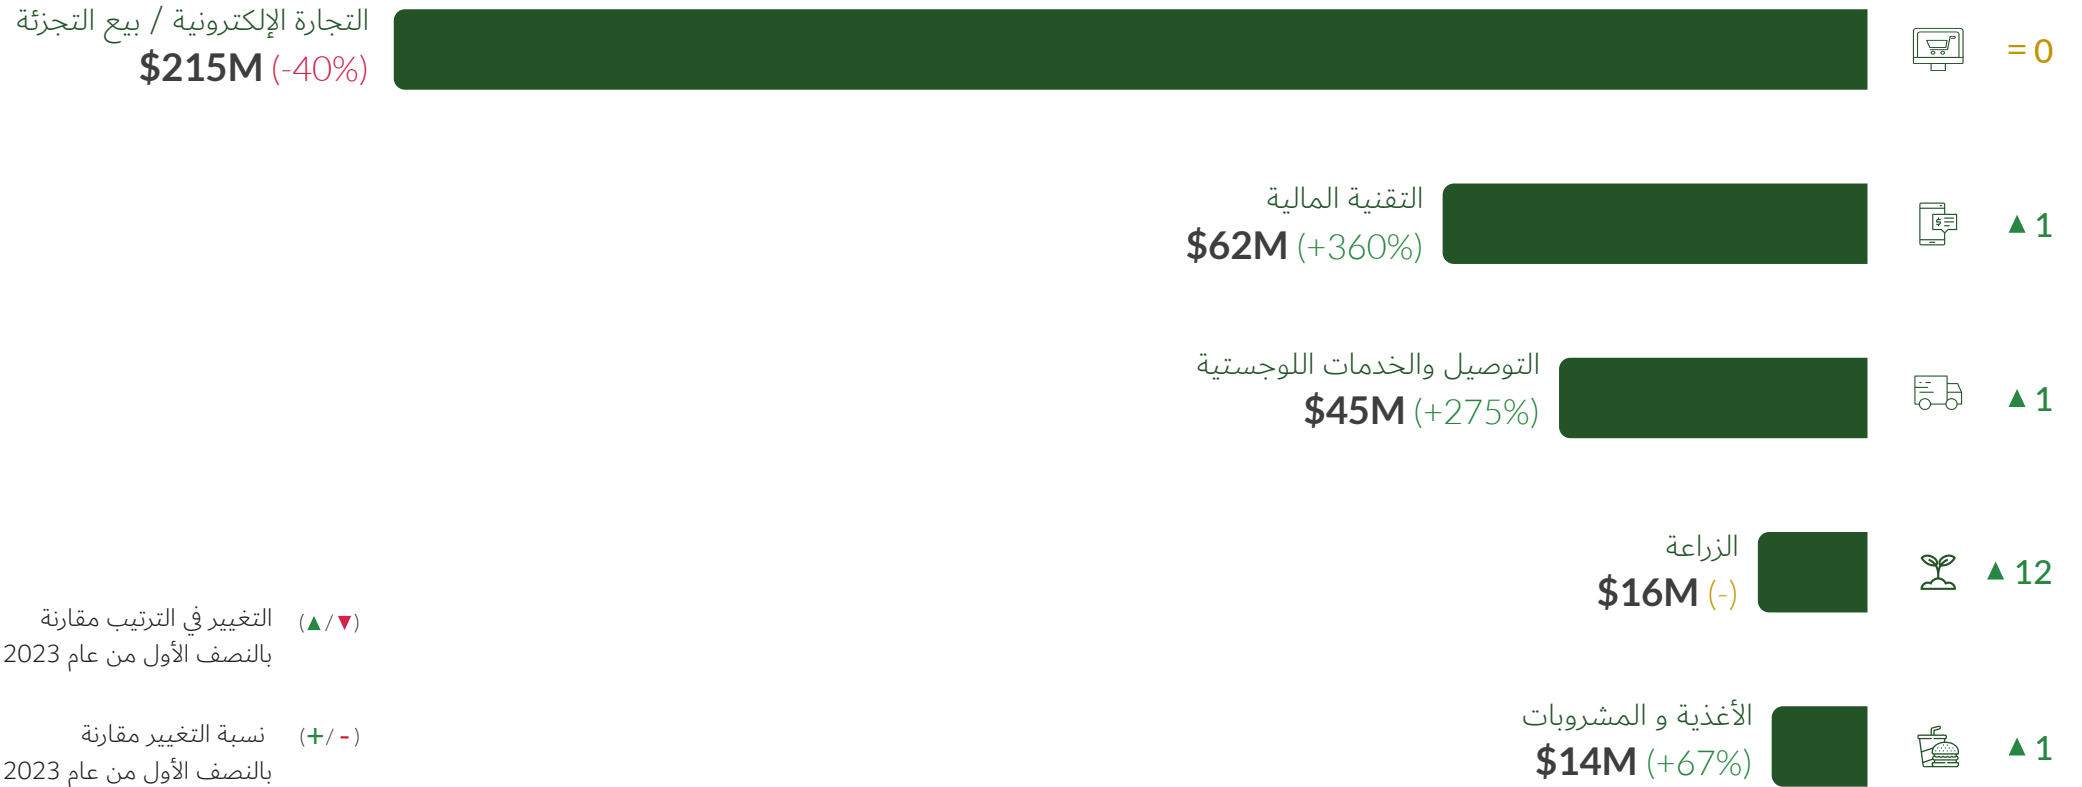 التجارة الإلكترونية / بيع التجزئة
$215M (-40%)
= 0
التقنية المالية
$62M (+360%)
▲ 1
التوصيل والخدمات اللوجستية
$45M (+275%)
▲ 1
الزراعة
$16M (-)
▲ 12
الأغذية و المشروبات
$14M (+67%)
▲ 1
(▲/▼) التغيير في الترتيب مقارنة
بالنصف الأول من عام 2023
(+/-) نسبة التغيير مقارنة
بالنصف الأول من عام 2023